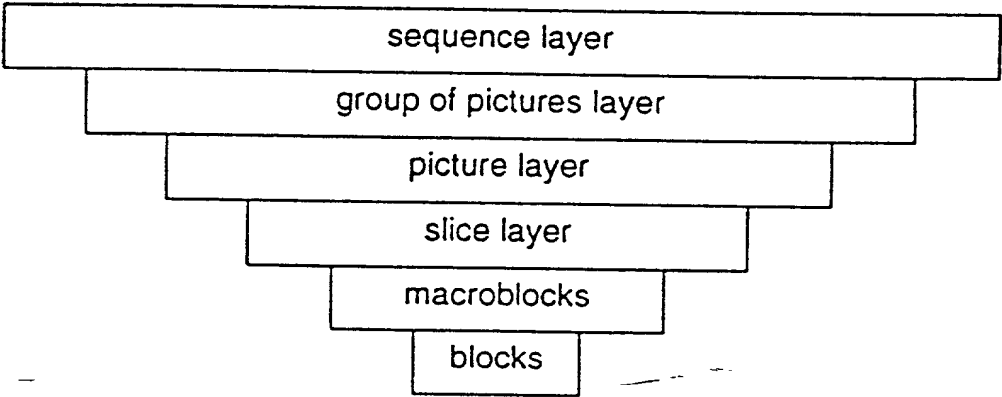 sequence layer
group of pictures layer
picture layer
slice layer
macroblocks
blocks